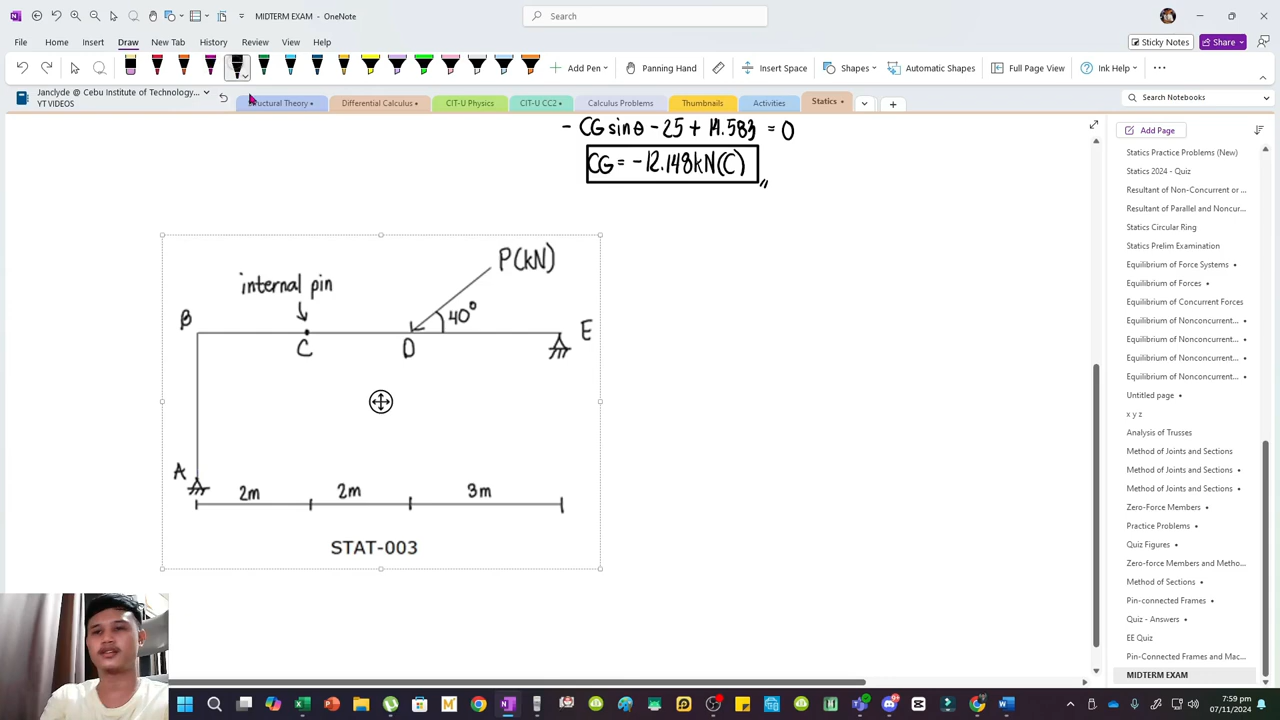 MIDTERM EXAM - OneNote
Search
File Home Insert Draw New Tab History Review View Help
Sticky Notes Share
Add Pen Panning Hand Insert Space Shapes Automatic Shapes Full Page View Ink Help
Janclyde @ Cebu Institute of Technology...
YT VIDEOS
Structural Theory Differential Calculus CIT-U Physics CIT-U CC2 Calculus Problems Thumbnails Activities Statics
Search Notebooks
Add Page
- CG sinθ - 25 + 14.583 = 0
CG = -12.148kN(C)
internal pin
P(kN)
40°
B
C
D
E
A
2m 2m 3m
STAT-003
Statics Practice Problems (New)
Statics 2024 - Quiz
Resultant of Non-Concurrent or ...
Resultant of Parallel and Noncur...
Statics Circular Ring
Statics Prelim Examination
Equilibrium of Force Systems
Equilibrium of Forces
Equilibrium of Concurrent Forces
Equilibrium of Nonconcurrent...
Equilibrium of Nonconcurrent...
Equilibrium of Nonconcurrent...
Equilibrium of Nonconcurrent...
Untitled page
x y z
Analysis of Trusses
Method of Joints and Sections
Method of Joints and Sections
Method of Joints and Sections
Zero-Force Members
Practice Problems
Quiz Figures
Zero-force Members and Metho...
Method of Sections
Pin-connected Frames
Quiz - Answers
EE Quiz
Pin-Connected Frames and Mac...
MIDTERM EXAM
7:59 pm
07/11/2024